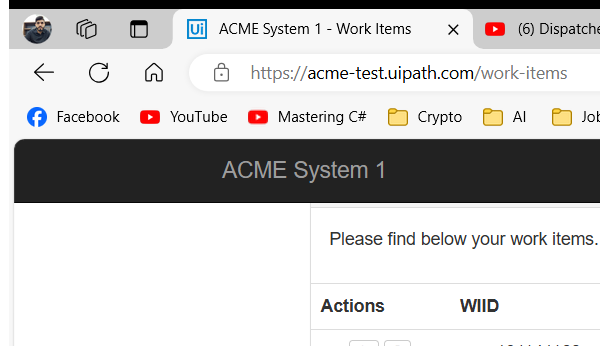 Ui ACME System 1 - Work Items (6) Dispatche
https://acme-test.uipath.com/work-items
Facebook YouTube Mastering C# Crypto AI Job
ACME System 1
Please find below your work items.
Actions WIID